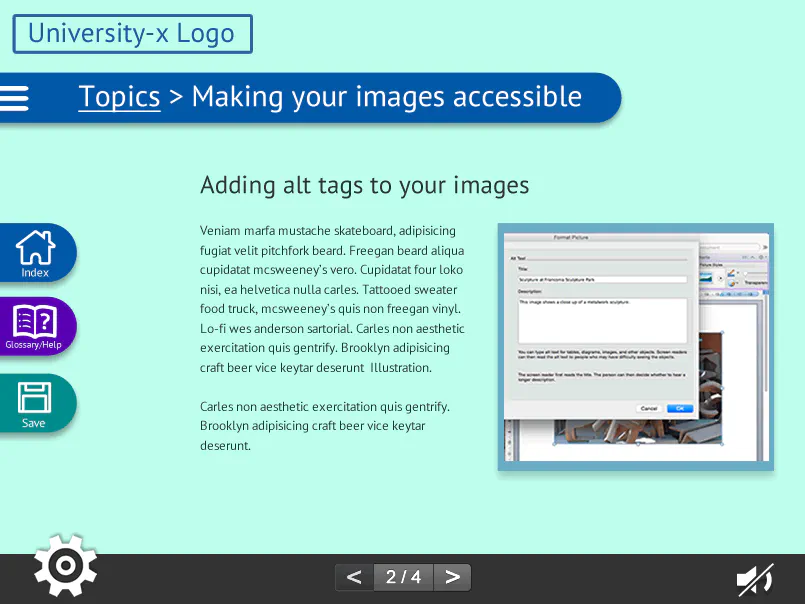 University-x Logo
Topics > Making your images accessible
Adding alt tags to your images
Veniam marfa mustache skateboard, adipisicing
fugiat velit pitchfork beard. Freegan beard aliqua
cupidatat mcsweeney's vero. Cupidatat four loko
nisi, ea helvetica nulla carles. Tattooed sweater
food truck, mcsweeney's quis non freegan vinyl.
Lo-fi wes anderson sartorial. Carles non aesthetic
exercitation quis gentrify. Brooklyn adipisicing
craft beer vice keytar deserunt  Illustration.
Carles non aesthetic exercitation quis gentrify.
Brooklyn adipisicing craft beer vice keytar
deserunt.
Index
Glossary/Help
Save
Format Picture
Alt Text
Title:
Sculpture at Franconia Sculpture Park
Description:
This image shows a close up of a metalwork sculpture.
You can type alt text for tables, diagrams, images, and other objects. Screen readers
can then read the alt text to people who may have difficulty seeing the objects.
The screen reader first reads the title. The person can then decide whether to hear a
longer description.
Cancel
OK
Picture Styles
< 2 / 4 >